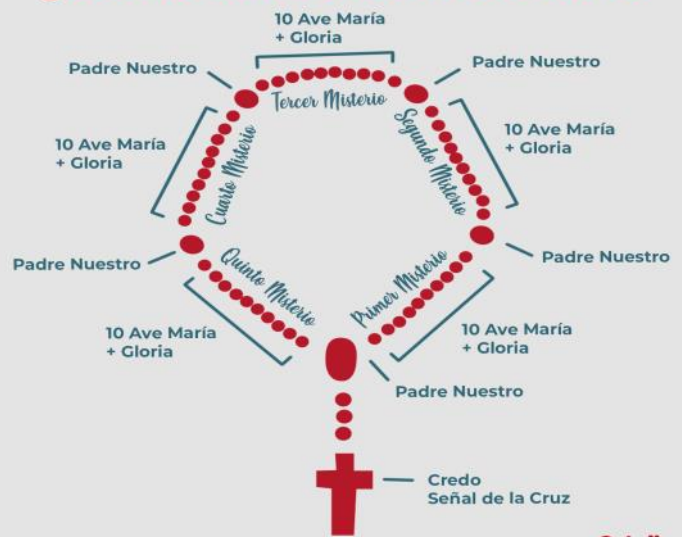 10 Ave María
+ Gloria
Padre Nuestro
Padre Nuestro
Tercer Misterio
10 Ave María
+ Gloria
Cuarto Misterio
Segundo Misterio
10 Ave María
+ Gloria
Padre Nuestro
Quinto Misterio
Primer Misterio
Padre Nuestro
10 Ave María
+ Gloria
10 Ave María
+ Gloria
Padre Nuestro
Credo
Señal de la Cruz